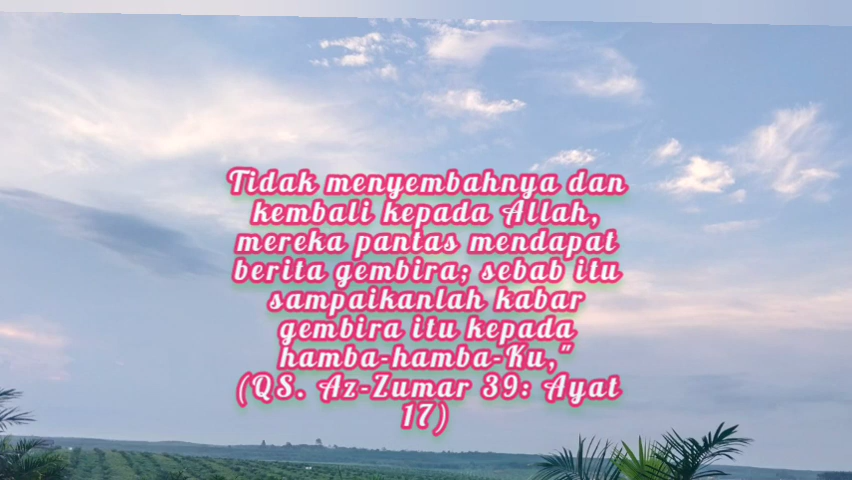 Tidak menyembahnya dan
kembali kepada Allah,
mereka pantas mendapat
berita gembira; sebab itu
sampaikanlah kabar
gembira itu kepada
hamba-hamba-Ku,"
(QS. Az-Zumar 39: Ayat
17)